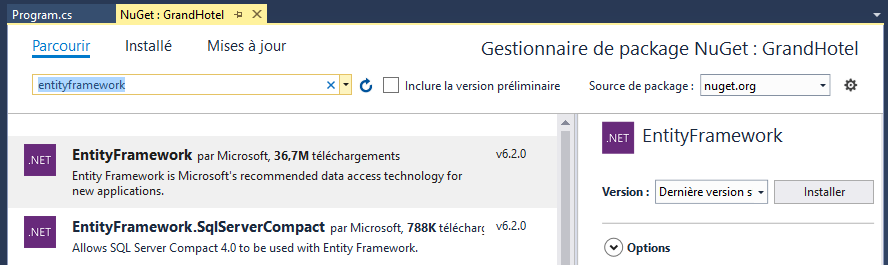 Program.cs
NuGet : GrandHotel
Parcourir
Installé
Mises à jour
Gestionnaire de package NuGet : GrandHotel
entityframework
Inclure la version préliminaire
Source de package :
nuget.org
.NET
EntityFramework par Microsoft, 36,7M téléchargements
v6.2.0
Entity Framework is Microsoft's recommended data access technology for
new applications.
.NET
EntityFramework.SqlServerCompact par Microsoft, 788K télécharg
v6.2.0
Allows SQL Server Compact 4.0 to be used with Entity Framework.
.NET
EntityFramework
Version :
Dernière version s
Installer
Options